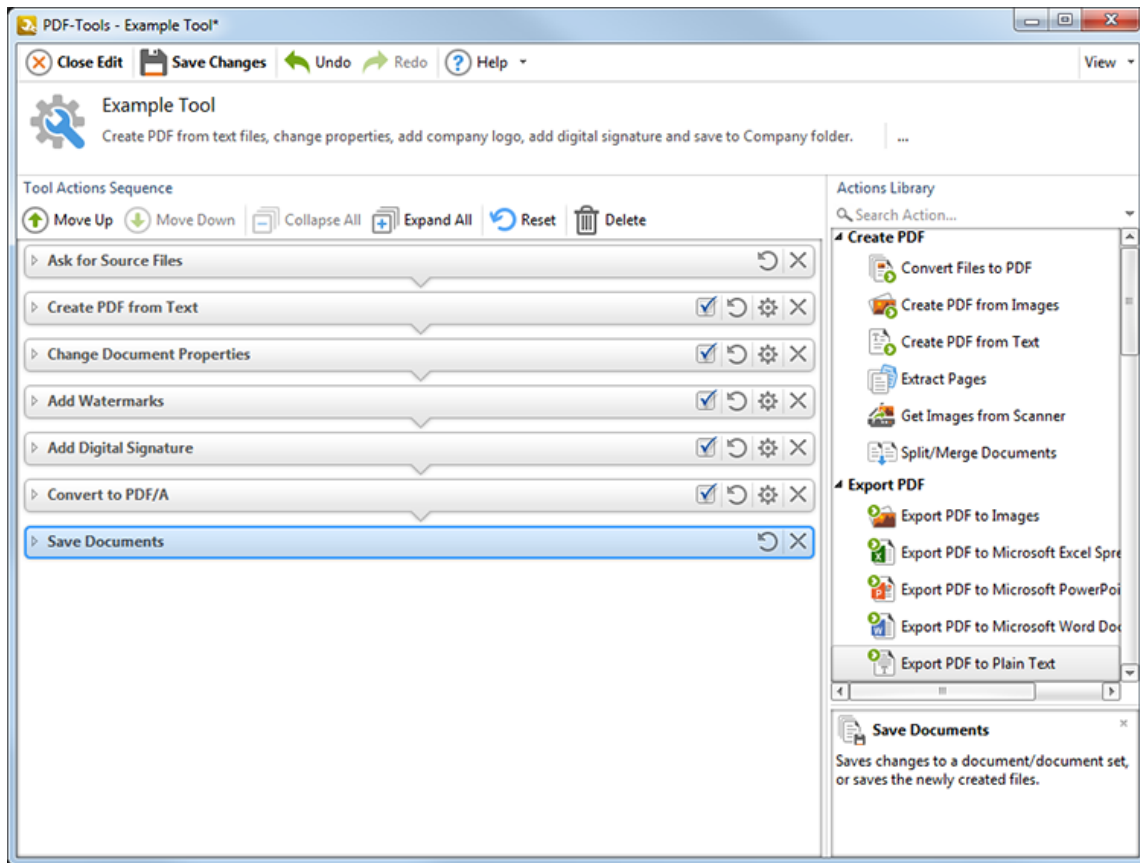 PDF-Tools - Example Tool*
Close Edit Save Changes Undo Redo Help View
Example Tool
Create PDF from text files, change properties, add company logo, add digital signature and save to Company folder. ...
Tool Actions Sequence
Move Up Move Down Collapse All Expand All Reset Delete
Ask for Source Files
Create PDF from Text
Change Document Properties
Add Watermarks
Add Digital Signature
Convert to PDF/A
Save Documents
Actions Library
Search Action...
Create PDF
Convert Files to PDF
Create PDF from Images
Create PDF from Text
Extract Pages
Get Images from Scanner
Split/Merge Documents
Export PDF
Export PDF to Images
Export PDF to Microsoft Excel Spre
Export PDF to Microsoft PowerPoi
Export PDF to Microsoft Word Doc
Export PDF to Plain Text
Save Documents
Saves changes to a document/document set,
or saves the newly created files.